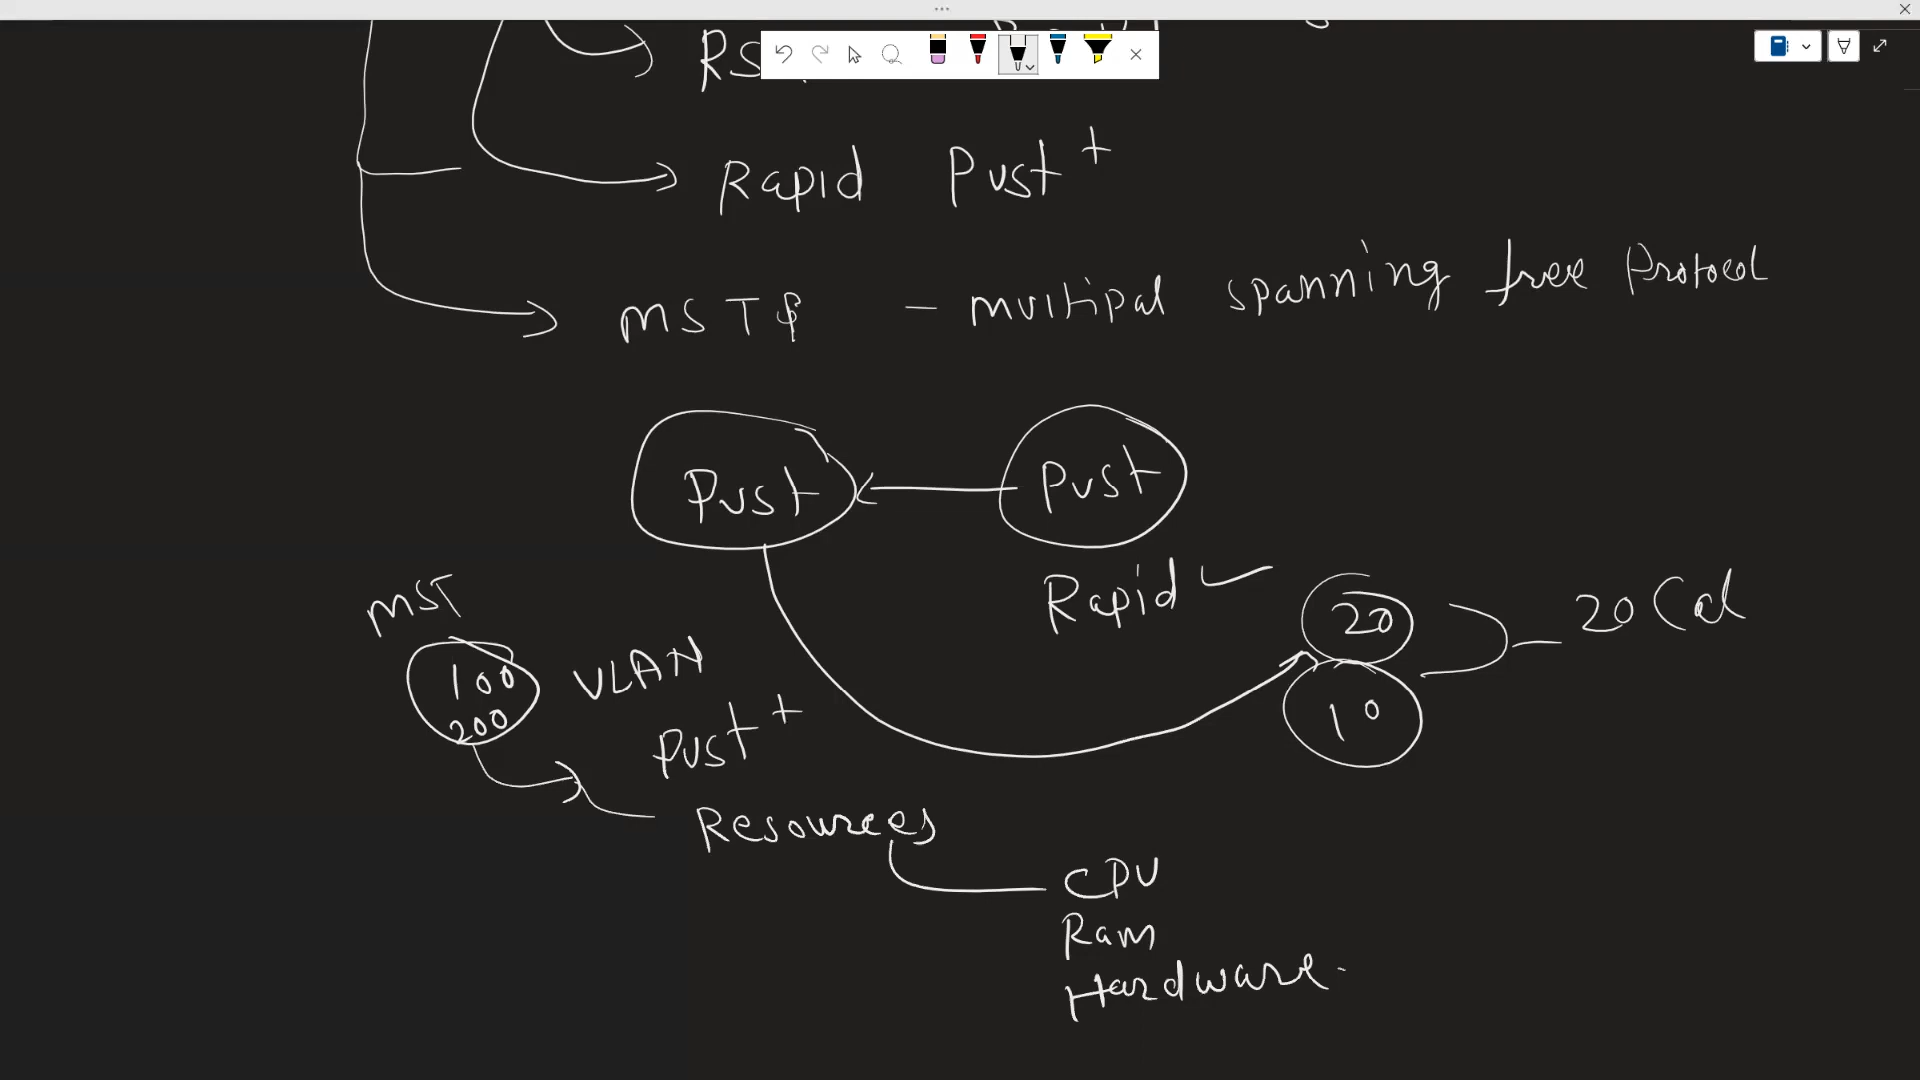 RS
Rapid Pvst +
MSTP - multipal spanning tree Protocol
Pvst Pvst
Rapid
MST
20 20 Cal
100 VLAN
200
10
Pvst +
Resources
CPU
Ram
Hardware